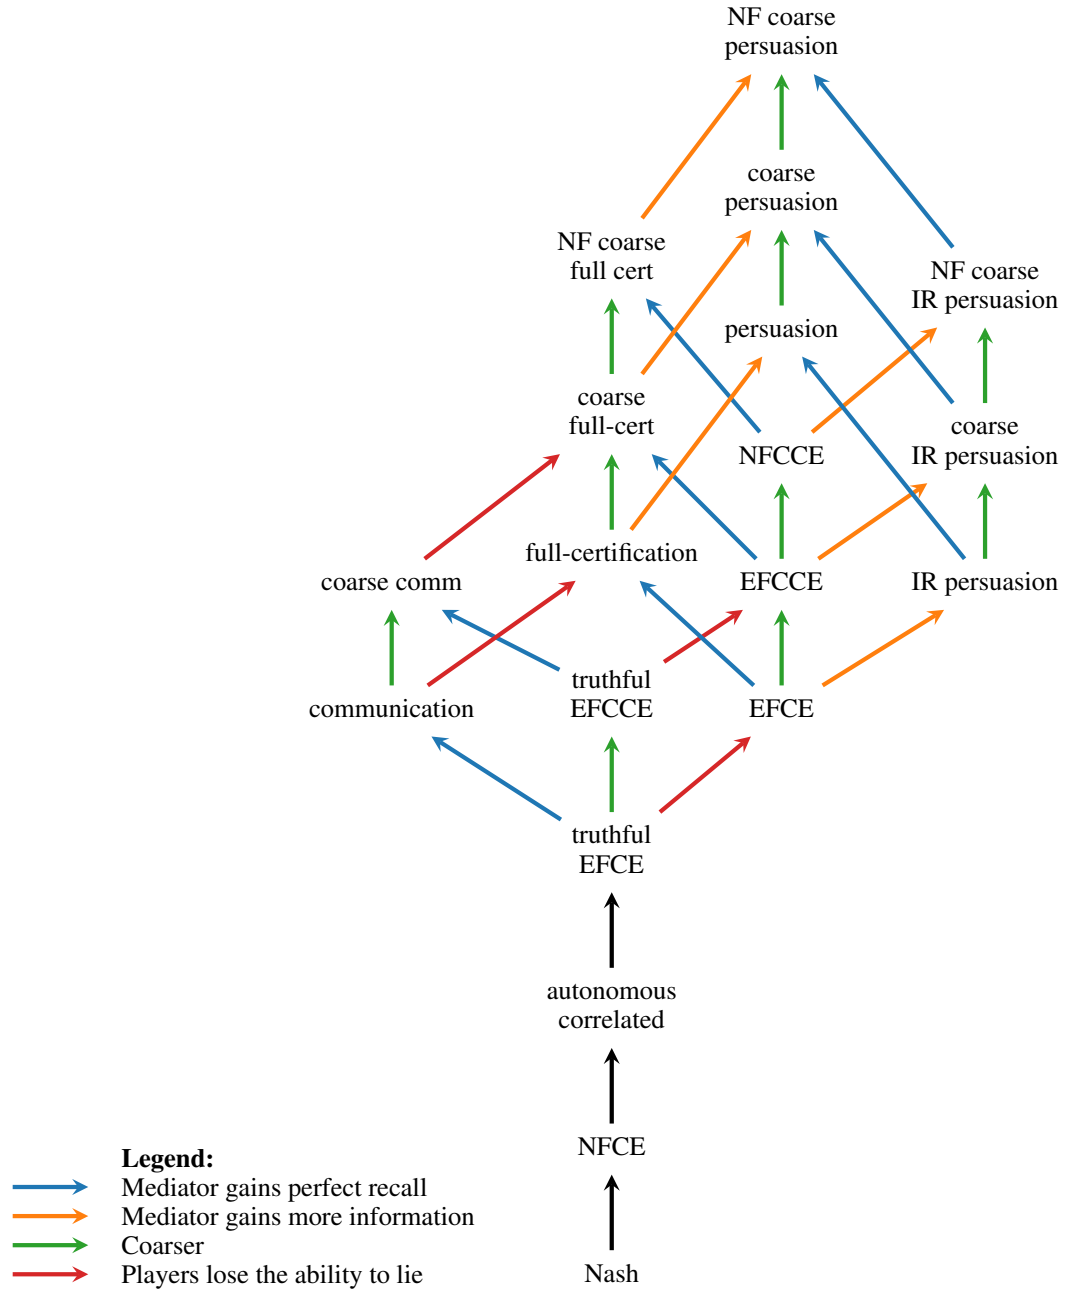 NF coarse
persuasion
coarse
persuasion
NF coarse
full cert
NF coarse
IR persuasion
persuasion
coarse
full-cert
NFCCE
coarse
IR persuasion
full-certification
coarse comm
EFCCE
IR persuasion
communication
truthful
EFCCE
EFCE
truthful
EFCE
autonomous
correlated
NFCE
Nash
Legend:
Mediator gains perfect recall
Mediator gains more information
Coarser
Players lose the ability to lie